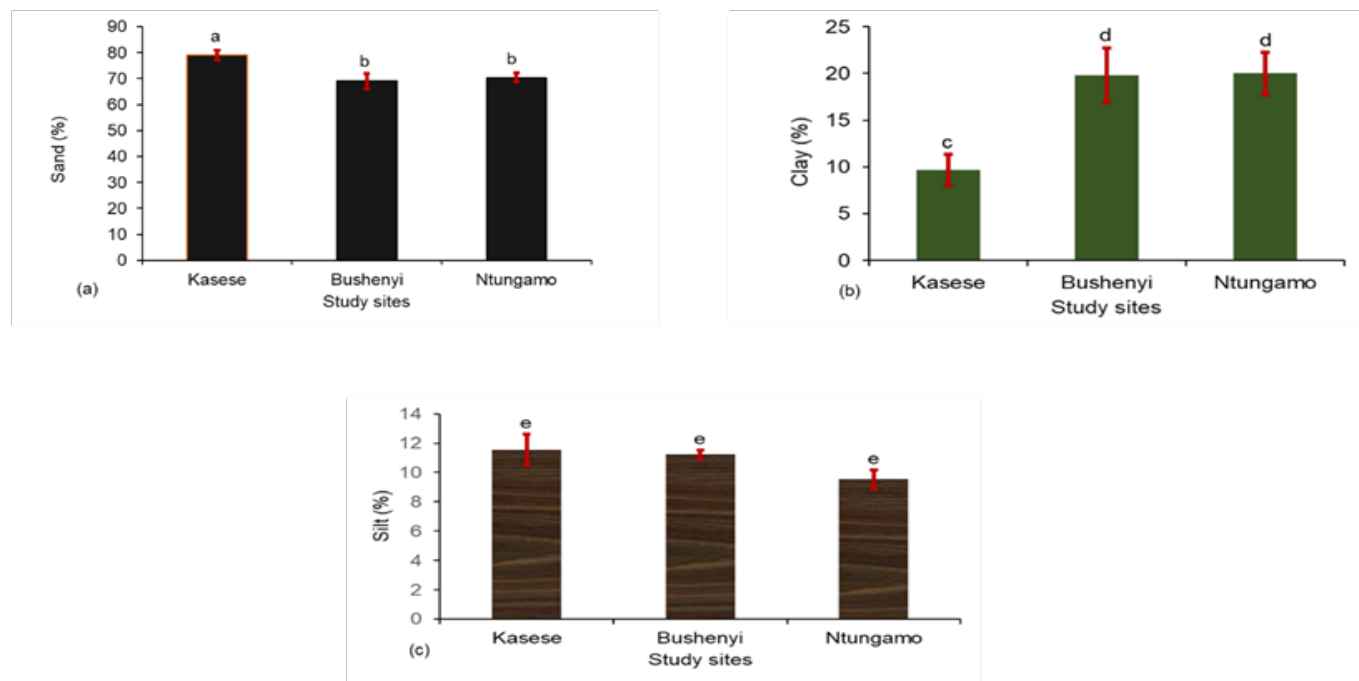 90
80
70
60
50
40
30
20
10
0
Sand (%)
a
b
b
Kasese Bushenyi Ntungamo
Study sites
(a)
25
20
15
10
5
0
Clay (%)
c
d
d
Kasese Bushenyi Ntungamo
Study sites
(b)
14
12
10
8
6
4
2
0
Silt (%)
e
e
e
Kasese Bushenyi Ntungamo
Study sites
(c)